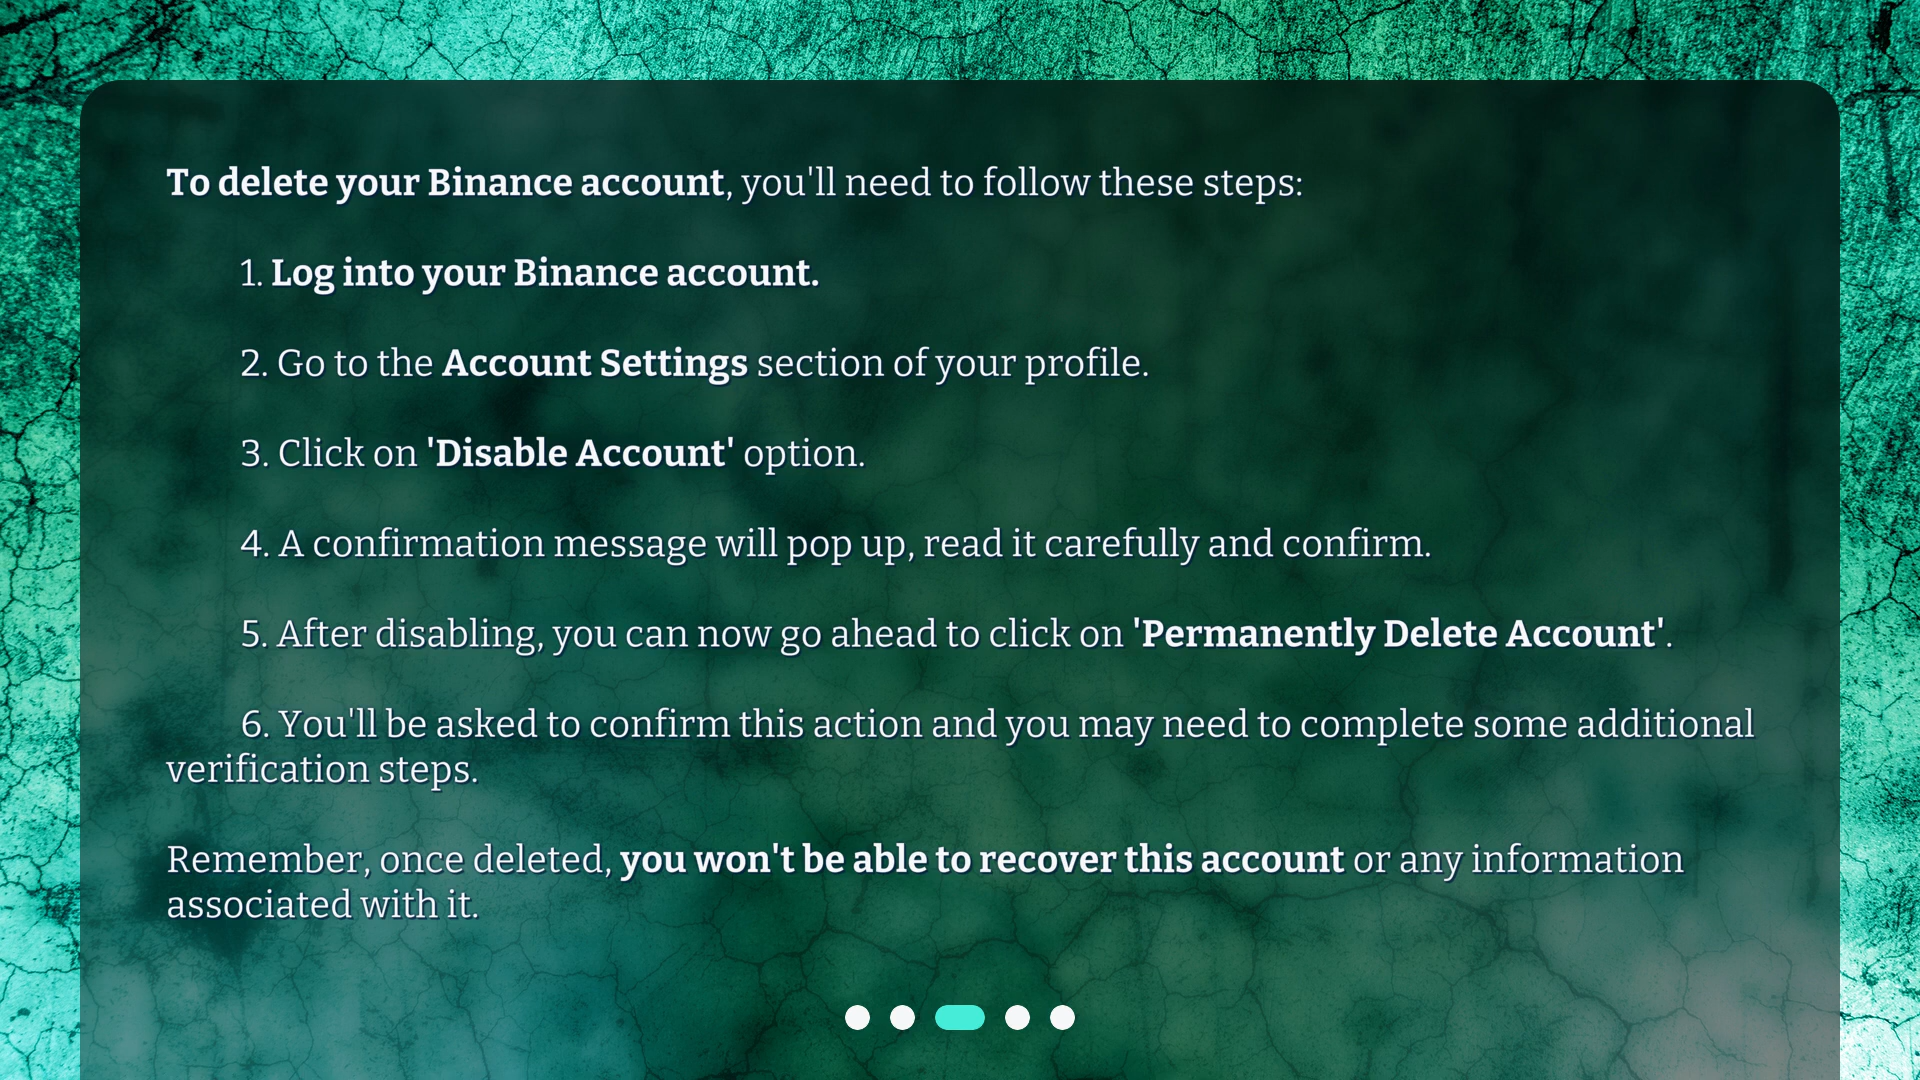 To delete your Binance account, you'll need to follow these steps:
1. Log into your Binance account.
2. Go to the Account Settings section of your profile.
3. Click on 'Disable Account' option.
4. A confirmation message will pop up, read it carefully and confirm.
5. After disabling, you can now go ahead to click on 'Permanently Delete Account'.
6. You'll be asked to confirm this action and you may need to complete some additional
verification steps.
Remember, once deleted, you won't be able to recover this account or any information
associated with it.